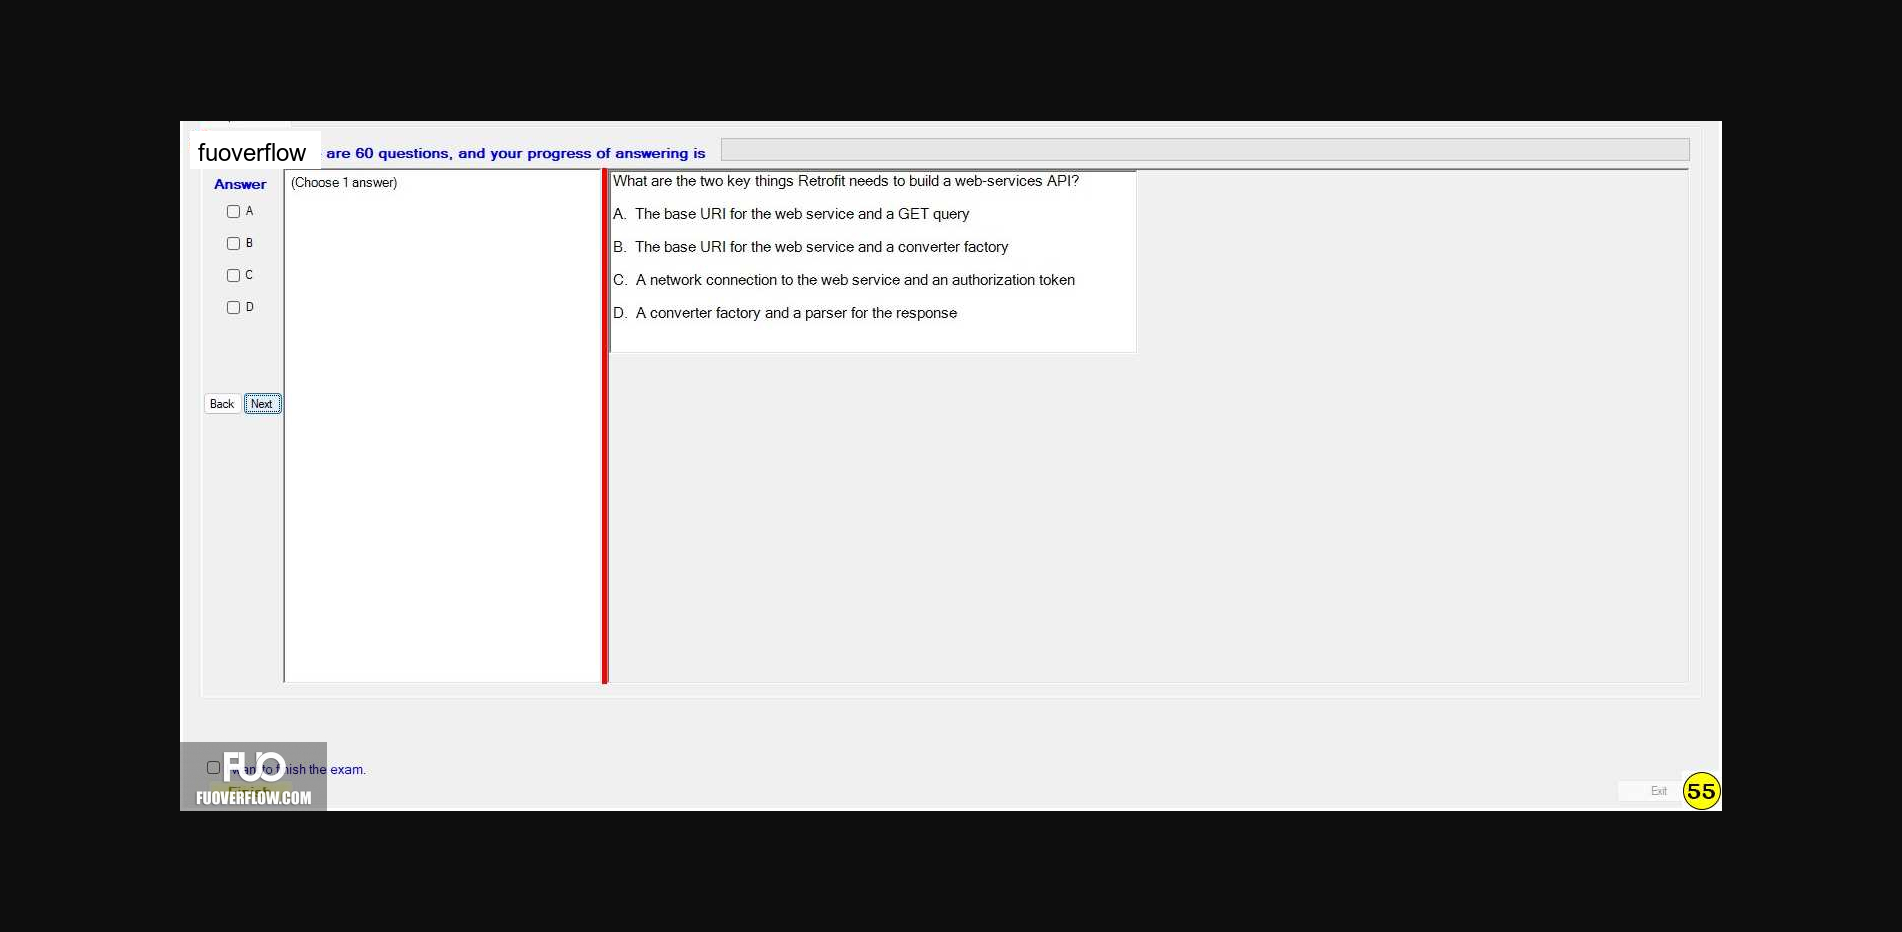 fuoverflow are 60 questions, and your progress of answering is
Answer
A
B
C
D
Back Next
(Choose 1 answer)
What are the two key things Retrofit needs to build a web-services API?
A. The base URI for the web service and a GET query
B. The base URI for the web service and a converter factory
C. A network connection to the web service and an authorization token
D. A converter factory and a parser for the response
FUO
want to finish the exam.
Finish
FUOVERFLOW.COM
Exit
55